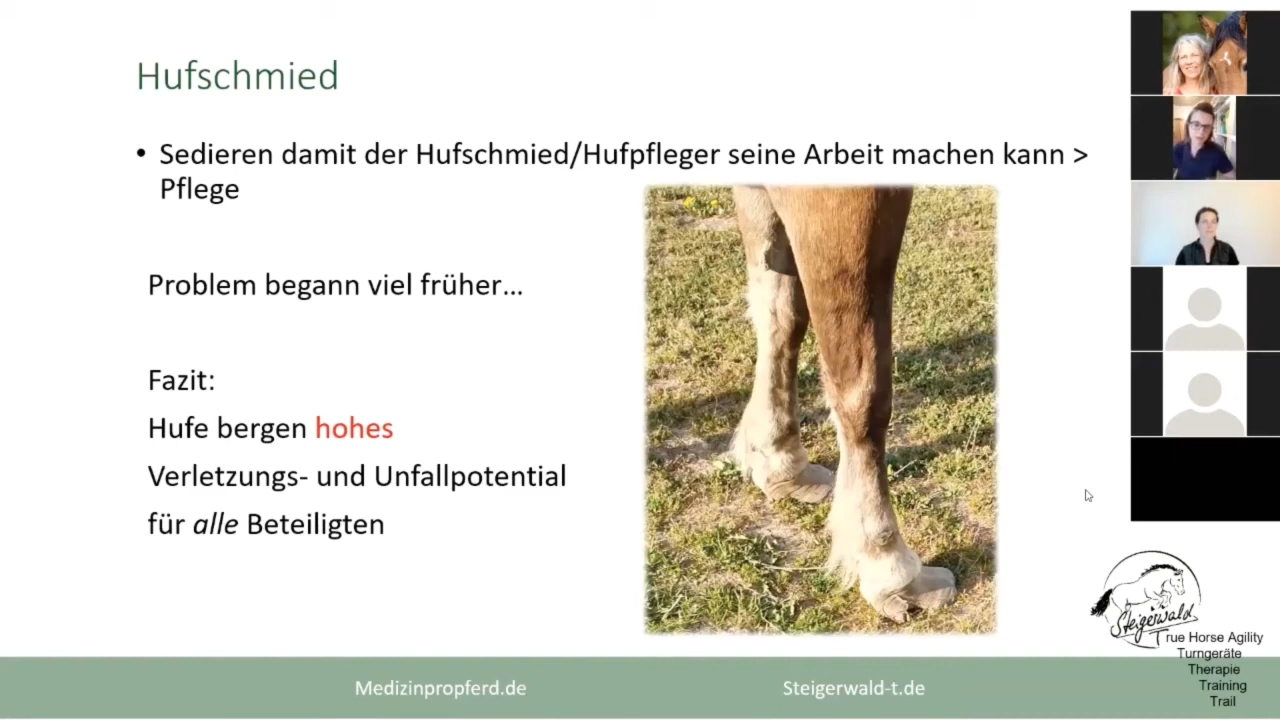 Hufschmied
• Sedieren damit der Hufschmied/Hufpfleger seine Arbeit machen kann >
Pflege
Problem begann viel früher...
Fazit:
Hufe bergen hohes
Verletzungs- und Unfallpotential
für alle Beteiligten
Steigerwald
True Horse Agility
Turngeräte
Therapie
Training
Trail
Medizinpropferd.de
Steigerwald-t.de